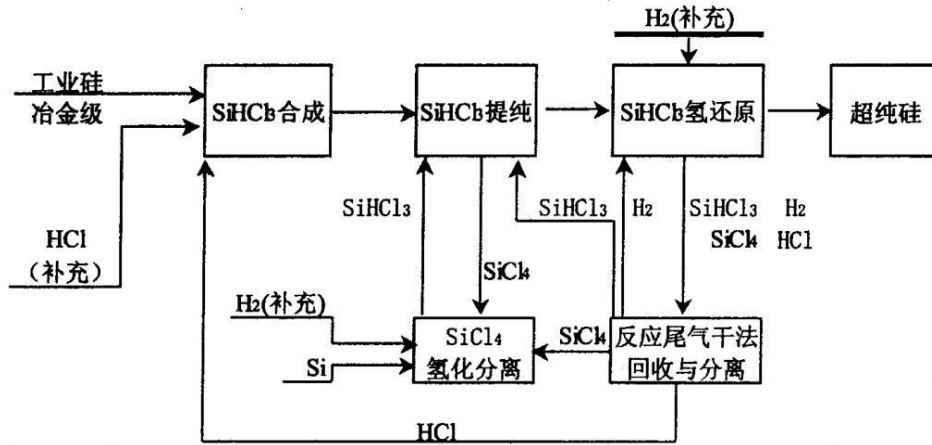 H2(补充)
工业硅
冶金级
SiHCl3合成
SiHCl3提纯
SiHCl3氢还原
超纯硅
HCl
(补充)
SiHCl3
SiCl4
SiHCl3
H2
SiHCl3 H2
SiCl4 HCl
H2(补充)
Si
SiCl4
氢化分离
SiCl4
反应尾气干法
回收与分离
HCl